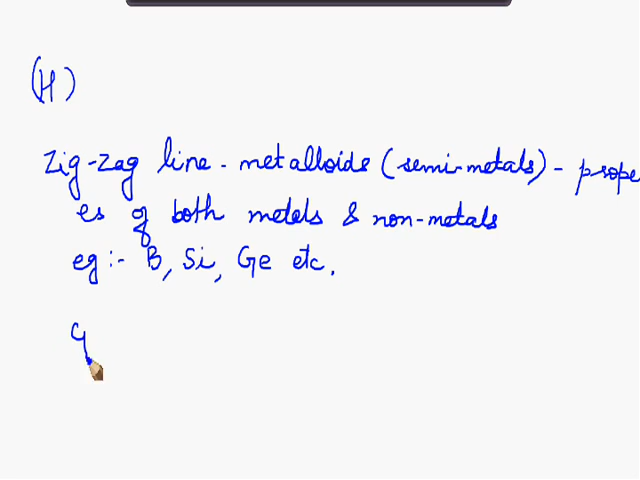 (H)
Zig-Zag line - metalloids (semi-metals) - prope
es of both metals & non-metals
eg :- B, Si, Ge etc.